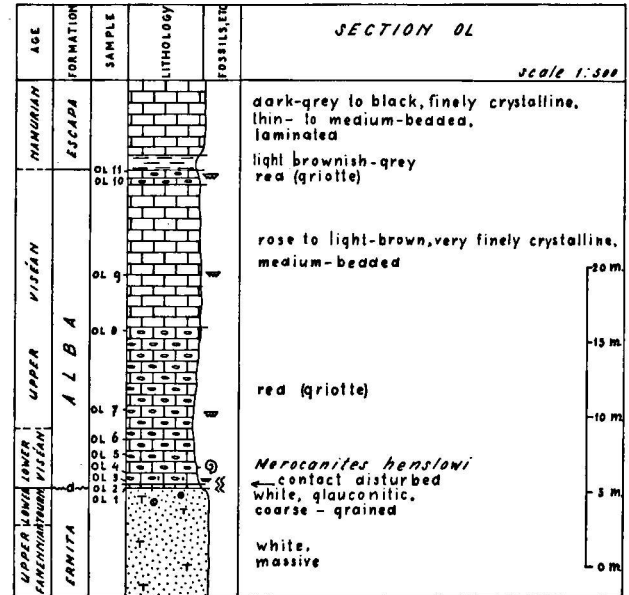 AGE
FORMATION
SAMPLE
LITHOLOGY
FOSSILS, ETC.
SECTION OL
scale 1:500
NAMURIAN
ESCAPA
dark-grey to black, finely crystalline,
thin- to medium-bedded,
laminated
light brownish-grey
OL 11
OL 10
red (griotte)
UPPER VISÉAN
ALBA
rose to light-brown, very finely crystalline,
OL 9
medium-bedded
20 m
OL 8
15 m
red (griotte)
OL 7
10 m
OL 6
OL 5
LOWER VISÉAN
OL 4
Merocanites henslowi
OL 3
contact disturbed
d
OL 2
white, glauconitic,
5 m
OL 1
coarse - grained
LOWER
UPPER
ERMITA
white,
massive
0 m